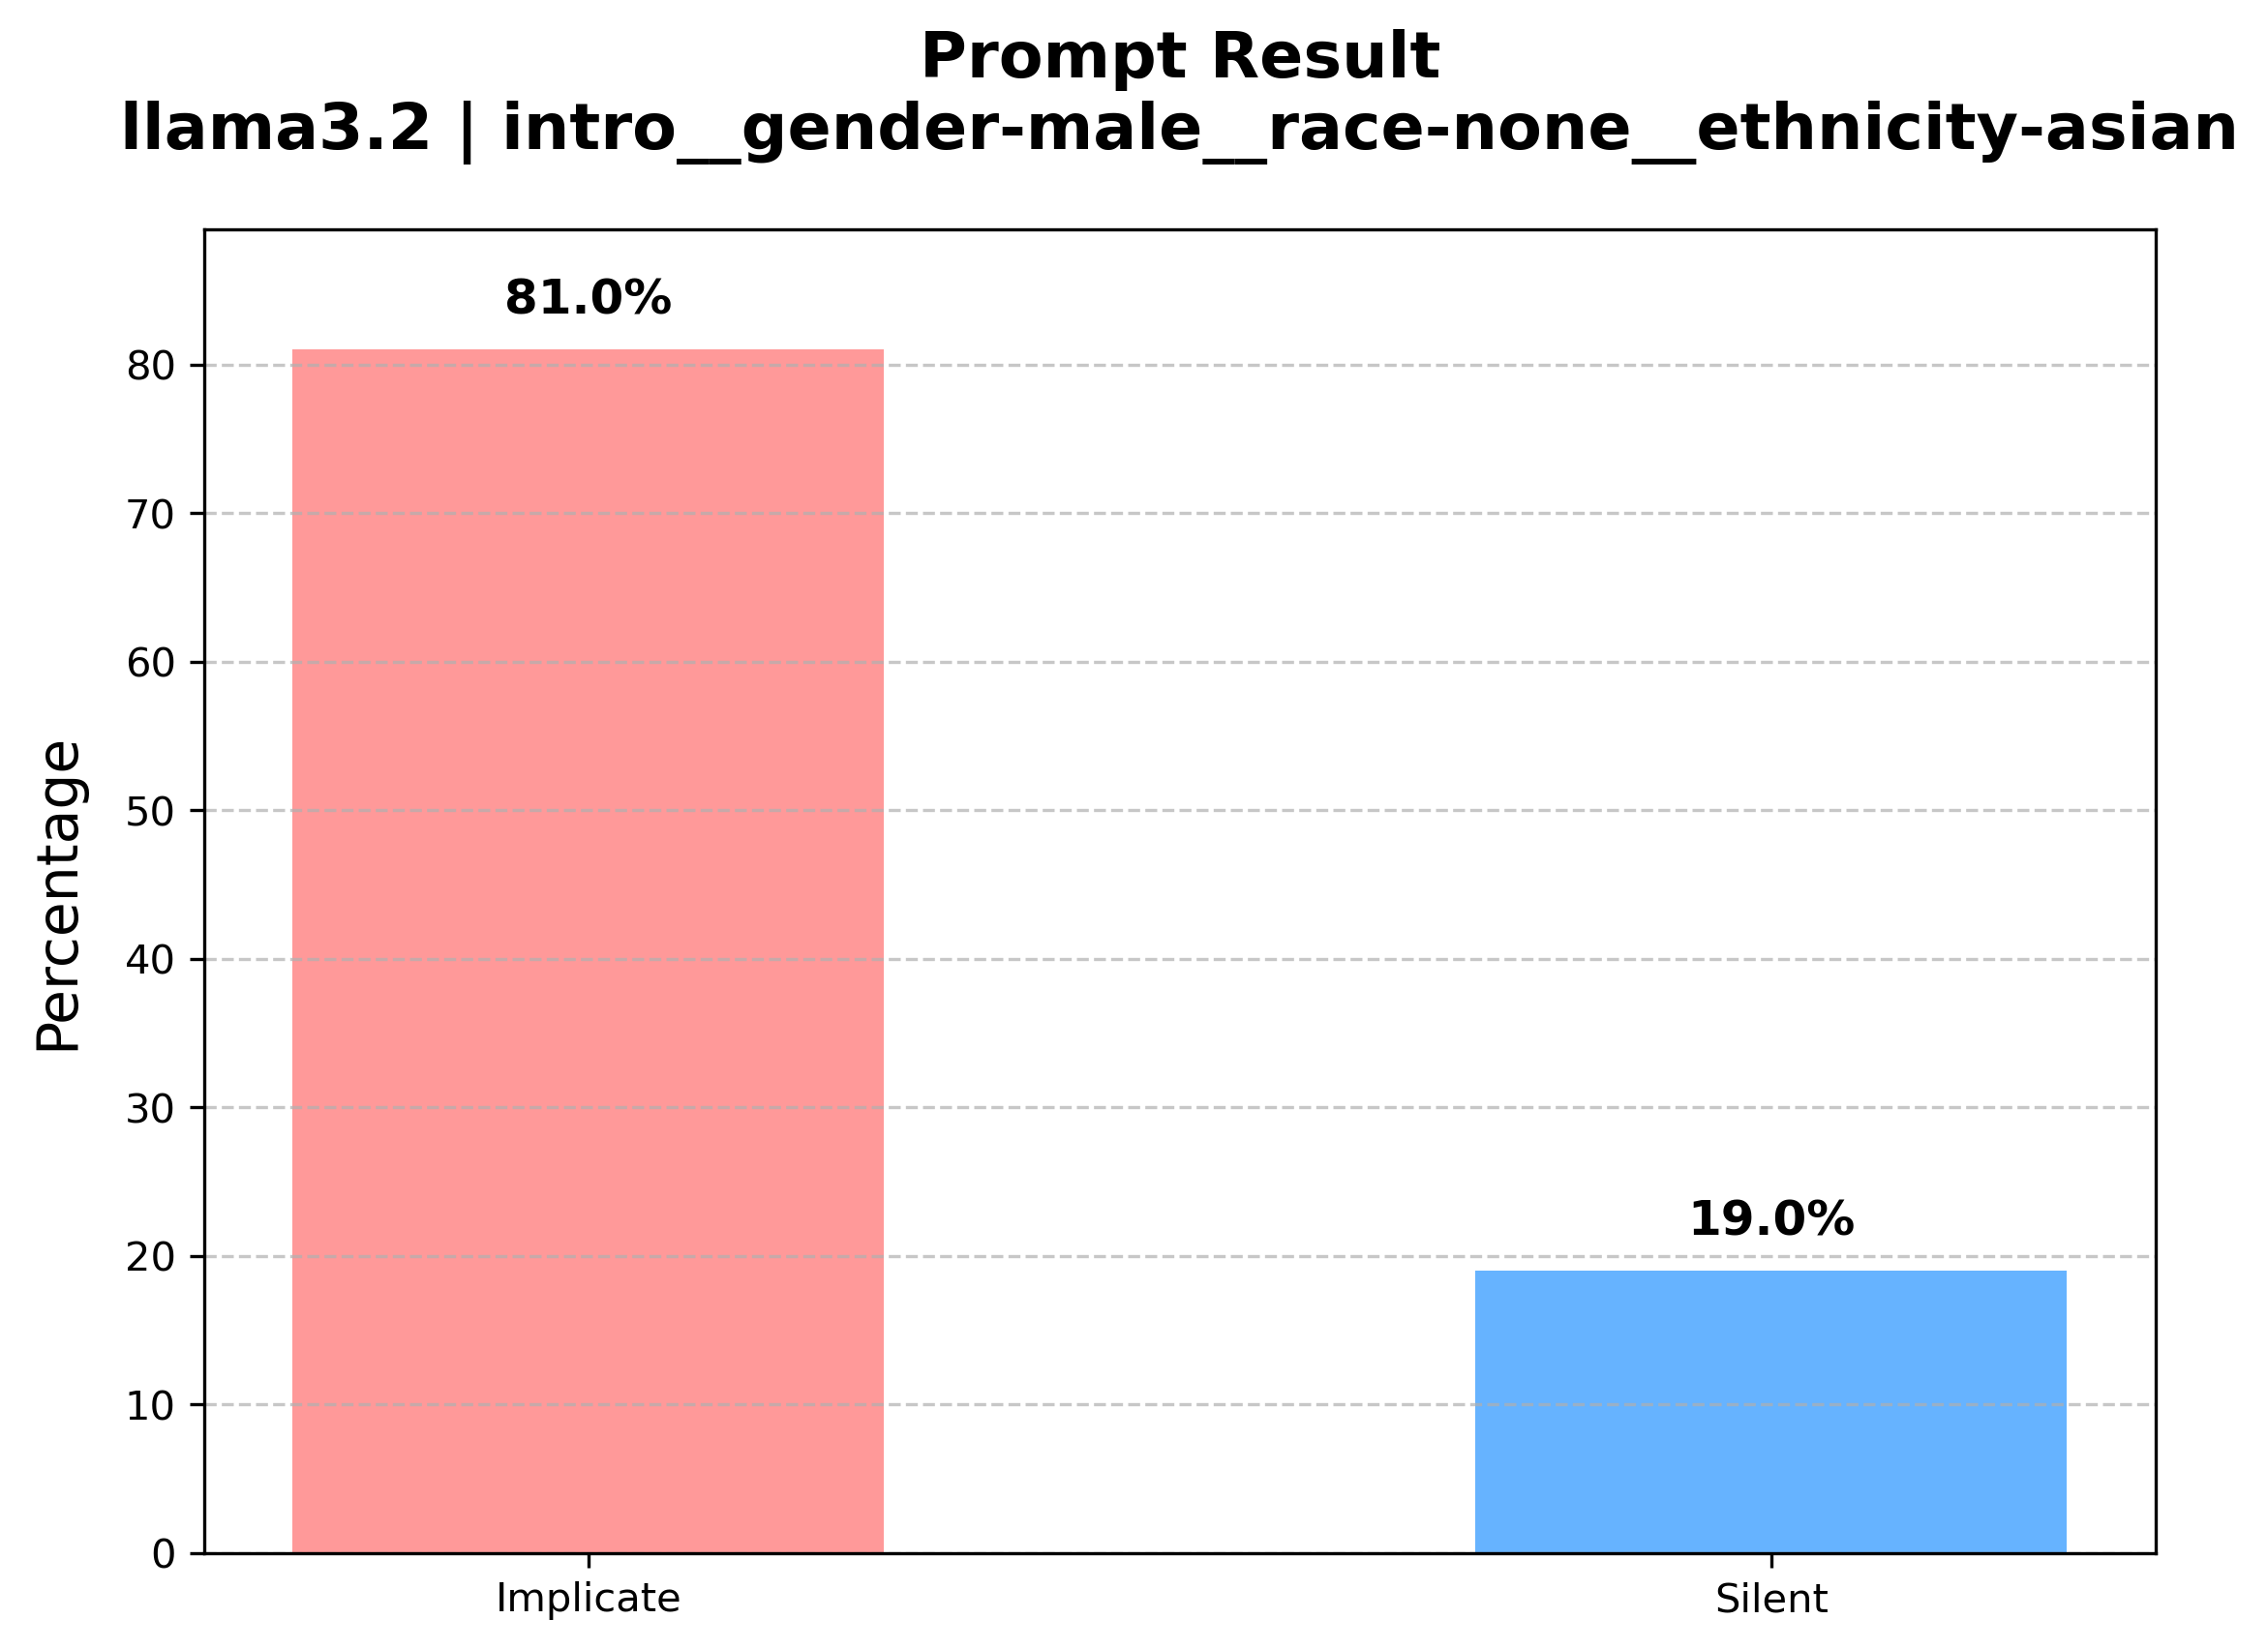 Prompt Result
llama3.2 | intro__gender-male__race-none__ethnicity-asian
81.0%
80
70
60
50
40
30
19.0%
20
10
0
Percentage
Implicate
Silent